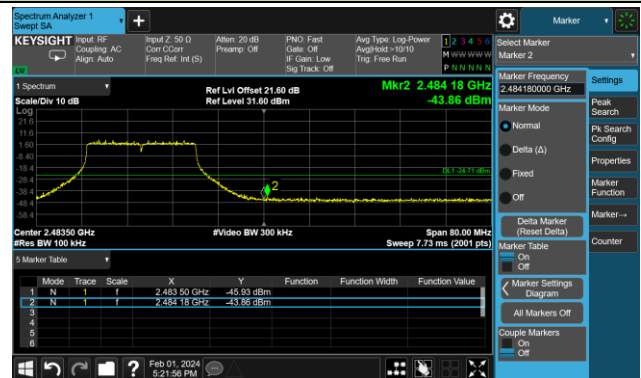 Spectrum Analyzer 1
Swept SA
KEYSIGHT
Input: RF
Coupling: AC
Align: Auto
Input Z: 50 Ω
Corr CCorr
Freq Ref: Int (S)
Atten: 20 dB
Preamp: Off
PNO: Fast
Gate: Off
IF Gain: Low
Sig Track: Off
Avg Type: Log-Power
Avg|Hold:>10/10
Trig: Free Run
1 2 3 4 5 6
M W W W W W
P N N N N N
LW
1 Spectrum
Scale/Div 10 dB
Ref Lvl Offset 21.60 dB
Ref Level 31.60 dBm
Mkr2 2.484 18 GHz
-43.86 dBm
Log
21.6
11.6
1.60
-8.40
-18.4
-28.4
-38.4
-48.4
-58.4
DL1 -24.71 dBm
2
Center 2.48350 GHz
#Res BW 100 kHz
#Video BW 300 kHz
Span 80.00 MHz
Sweep 7.73 ms (2001 pts)
5 Marker Table
Mode Trace Scale X Y Function Function Width Function Value
1 N 1 f 2.483 50 GHz -45.93 dBm
2 N 1 f 2.484 18 GHz -43.86 dBm
3
4
5
6
Feb 01, 2024
5:21:56 PM
?
Marker
Select Marker
Marker 2
Marker Frequency
2.484180000 GHz
Marker Mode
Normal
Delta (Δ)
Fixed
Off
Delta Marker
(Reset Delta)
Marker Table
On
Off
Marker Settings
Diagram
All Markers Off
Couple Markers
On
Off
Settings
Peak
Search
Pk Search
Config
Properties
Marker
Function
Marker→
Counter